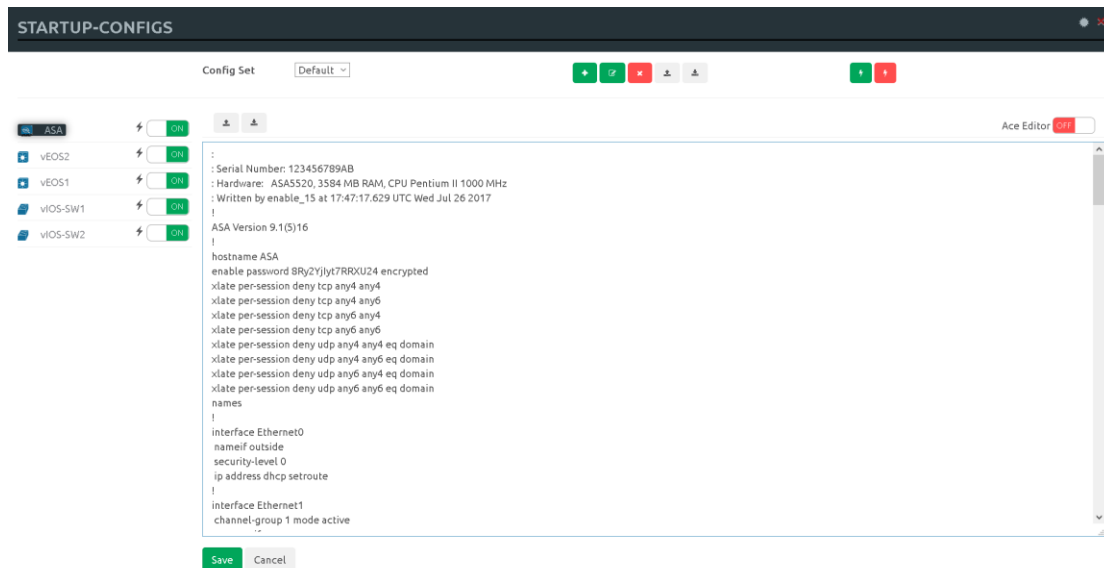 STARTUP-CONFIGS
Config Set Default
ASA ON
vEOS2 ON
vEOS1 ON
vIOS-SW1 ON
vIOS-SW2 ON
Ace Editor OFF
:
: Serial Number: 123456789AB
: Hardware: ASA5520, 3584 MB RAM, CPU Pentium II 1000 MHz
: Written by enable_15 at 17:47:17.629 UTC Wed Jul 26 2017
!
ASA Version 9.1(5)16
!
hostname ASA
enable password 8Ry2YjIyt7RRXU24 encrypted
xlate per-session deny tcp any4 any4
xlate per-session deny tcp any4 any6
xlate per-session deny tcp any6 any4
xlate per-session deny tcp any6 any6
xlate per-session deny udp any4 any4 eq domain
xlate per-session deny udp any4 any6 eq domain
xlate per-session deny udp any6 any4 eq domain
xlate per-session deny udp any6 any6 eq domain
names
!
interface Ethernet0
nameif outside
security-level 0
ip address dhcp setroute
!
interface Ethernet1
channel-group 1 mode active
Save Cancel